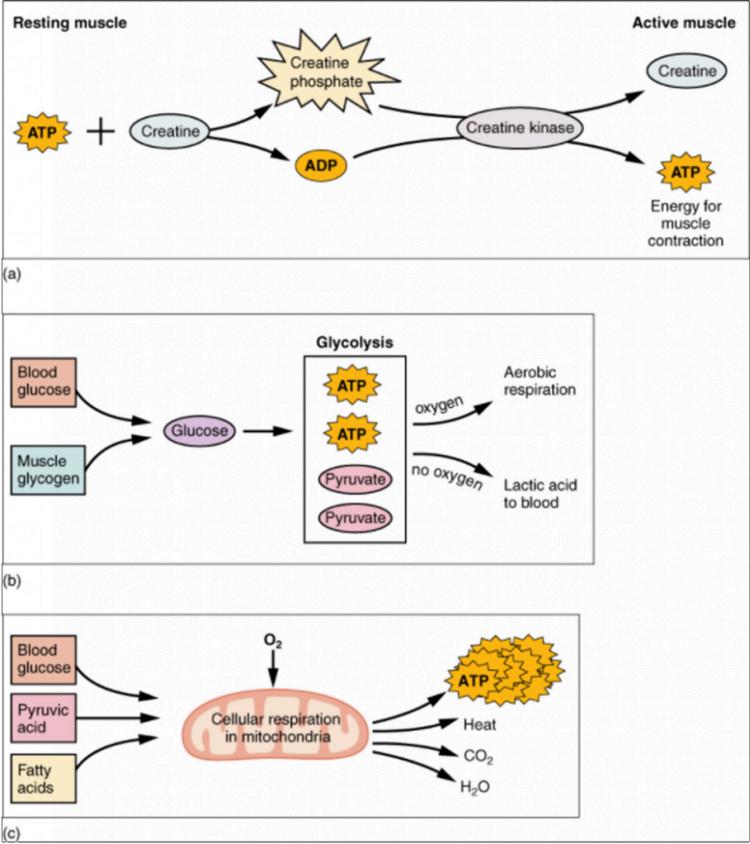 Resting muscle
Active muscle
ATP
+
Creatine
Creatine
phosphate
ADP
Creatine kinase
Creatine
ATP
Energy for
muscle
contraction
(a)
Glycolysis
Blood
glucose
Muscle
glycogen
Glucose
ATP
ATP
Pyruvate
Pyruvate
oxygen
no oxygen
Aerobic
respiration
Lactic acid
to blood
(b)
Blood
glucose
Pyruvic
acid
Fatty
acids
O₂
Cellular respiration
in mitochondria
ATP
Heat
CO₂
H₂O
(c)